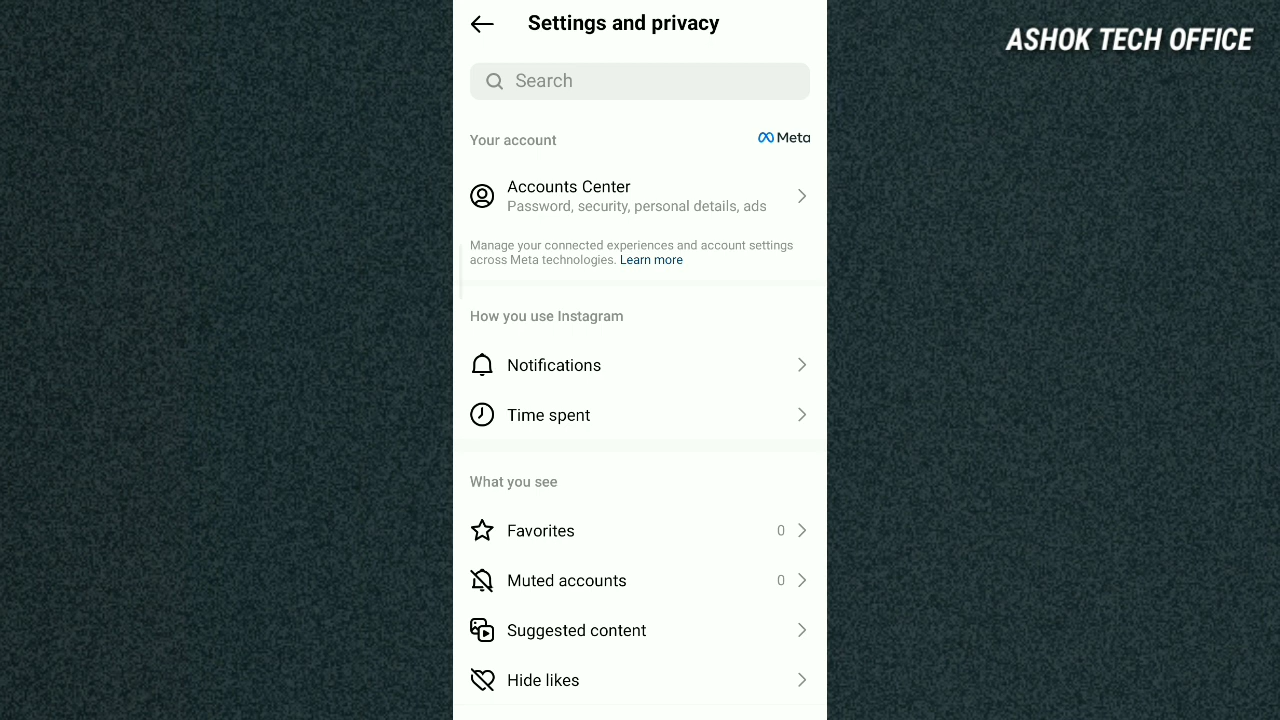 Settings and privacy
ASHOK TECH OFFICE
Search
Your account
Meta
Accounts Center
Password, security, personal details, ads
Manage your connected experiences and account settings
across Meta technologies. Learn more
How you use Instagram
Notifications
Time spent
What you see
Favorites 0
Muted accounts 0
Suggested content
Hide likes